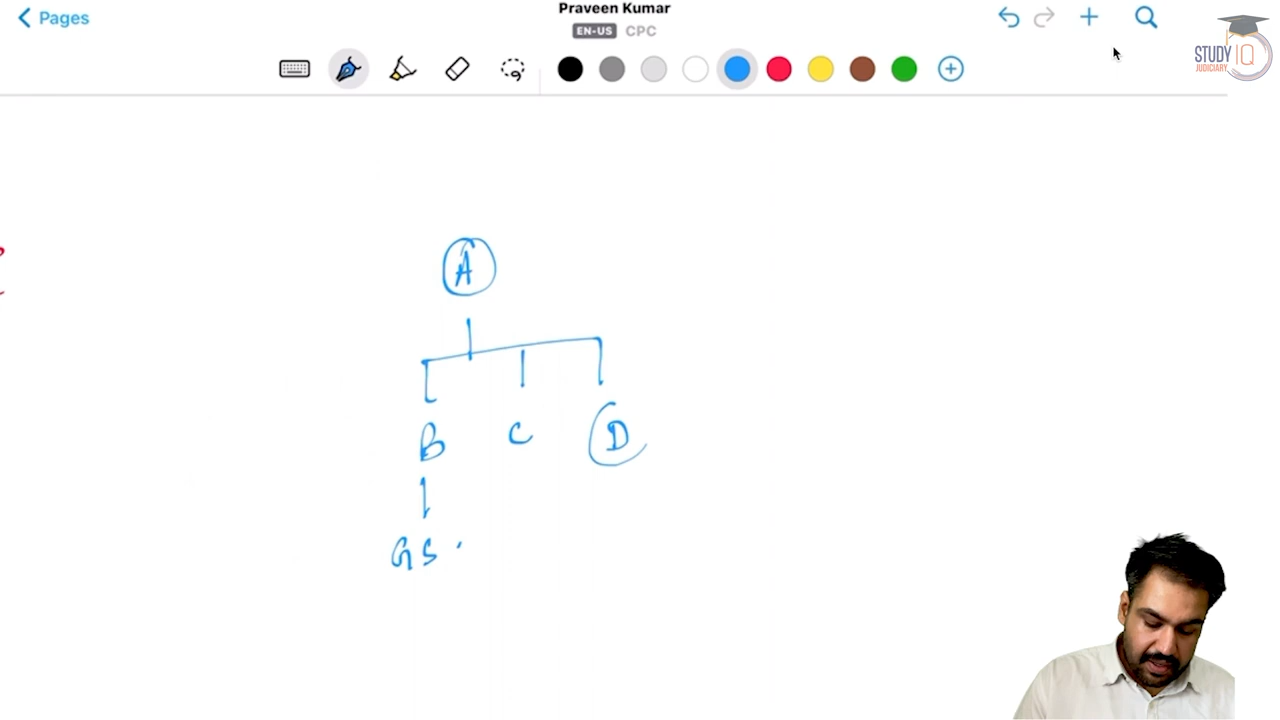 Pages
Praveen Kumar
EN-US CPC
STUDY IQ
JUDICIARY
A
B C D
GS